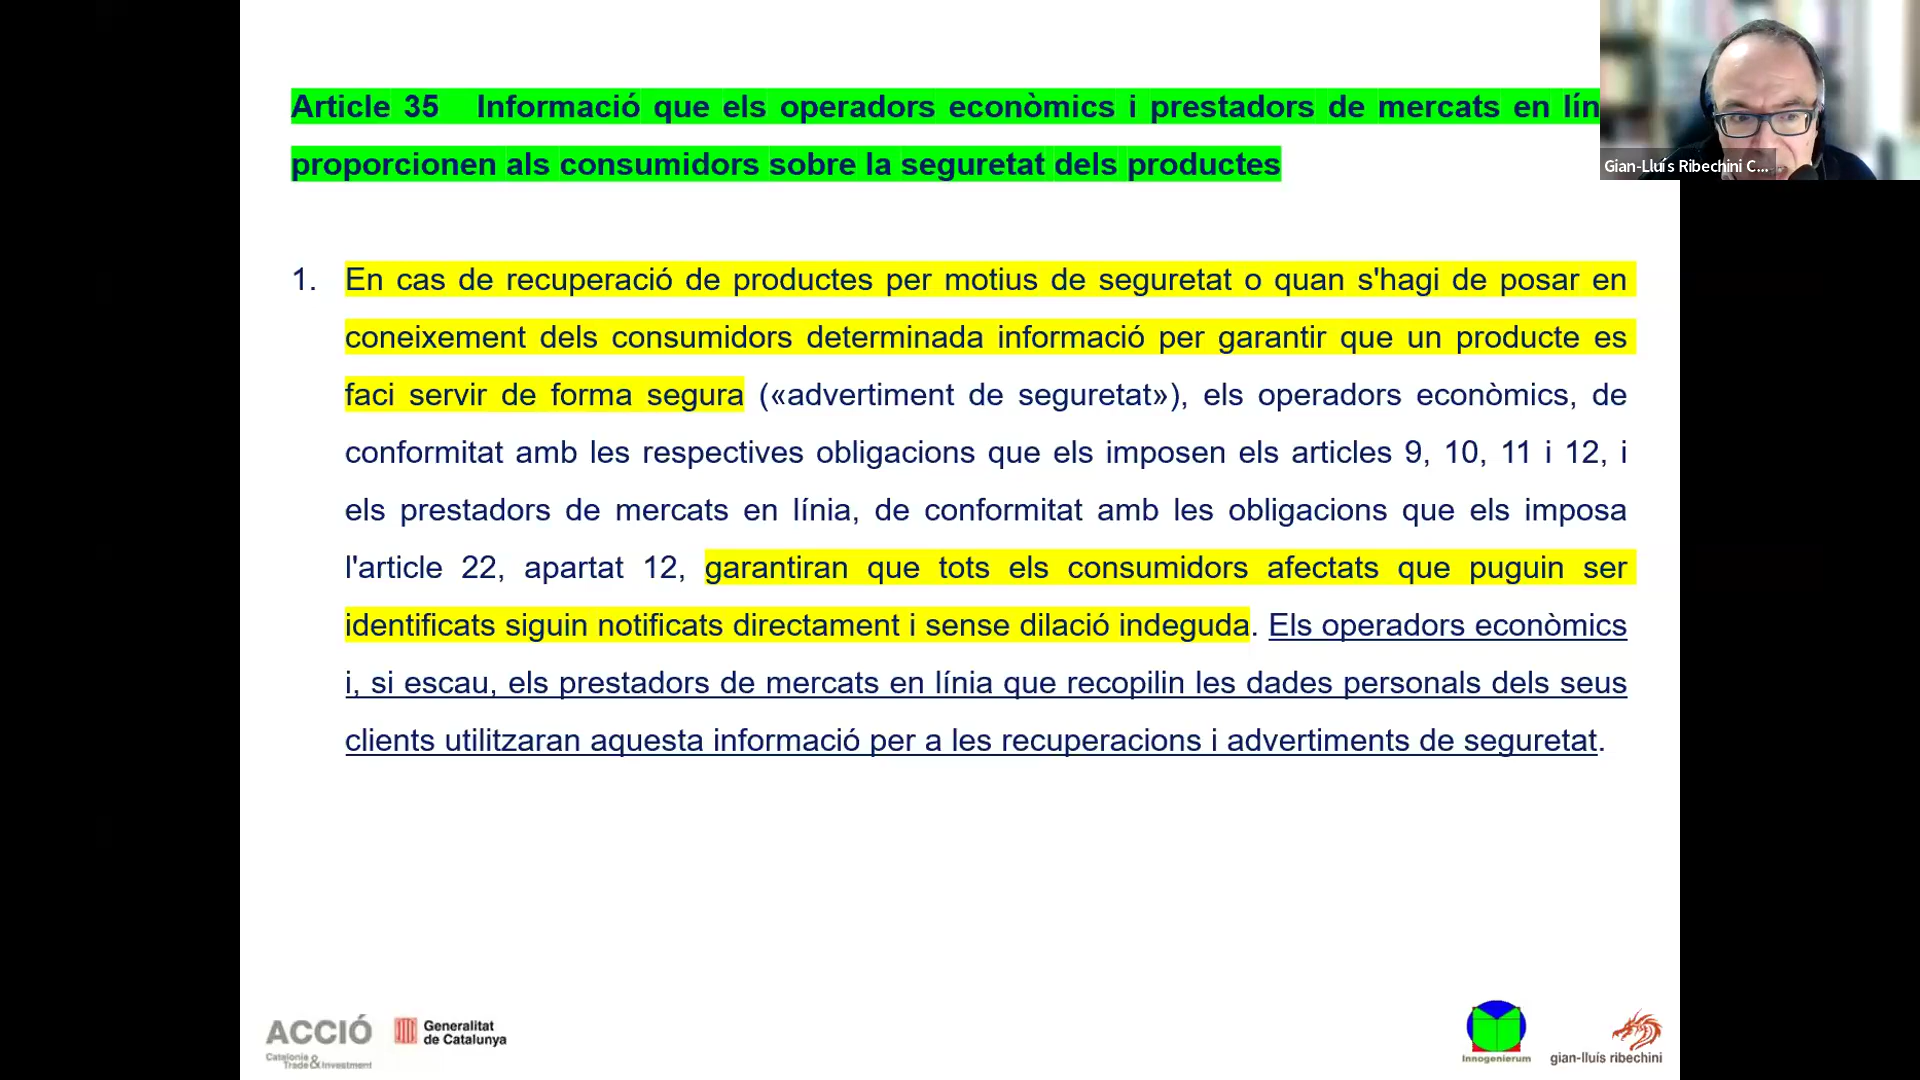 Article 35 Informació que els operadors econòmics i prestadors de mercats en lín
proporcionen als consumidors sobre la seguretat dels productes
Gian-Lluís Ribechini C...
1. En cas de recuperació de productes per motius de seguretat o quan s'hagi de posar en
coneixement dels consumidors determinada informació per garantir que un producte es
faci servir de forma segura («advertiment de seguretat»), els operadors econòmics, de
conformitat amb les respectives obligacions que els imposen els articles 9, 10, 11 i 12, i
els prestadors de mercats en línia, de conformitat amb les obligacions que els imposa
l'article 22, apartat 12, garantiran que tots els consumidors afectats que puguin ser
identificats siguin notificats directament i sense dilació indeguda. Els operadors econòmics
i, si escau, els prestadors de mercats en línia que recopilin les dades personals dels seus
clients utilitzaran aquesta informació per a les recuperacions i advertiments de seguretat.
ACCIÓ
Catalonia
Trade & Investment
Generalitat
de Catalunya
Innogenierum
gian-lluís ribechini